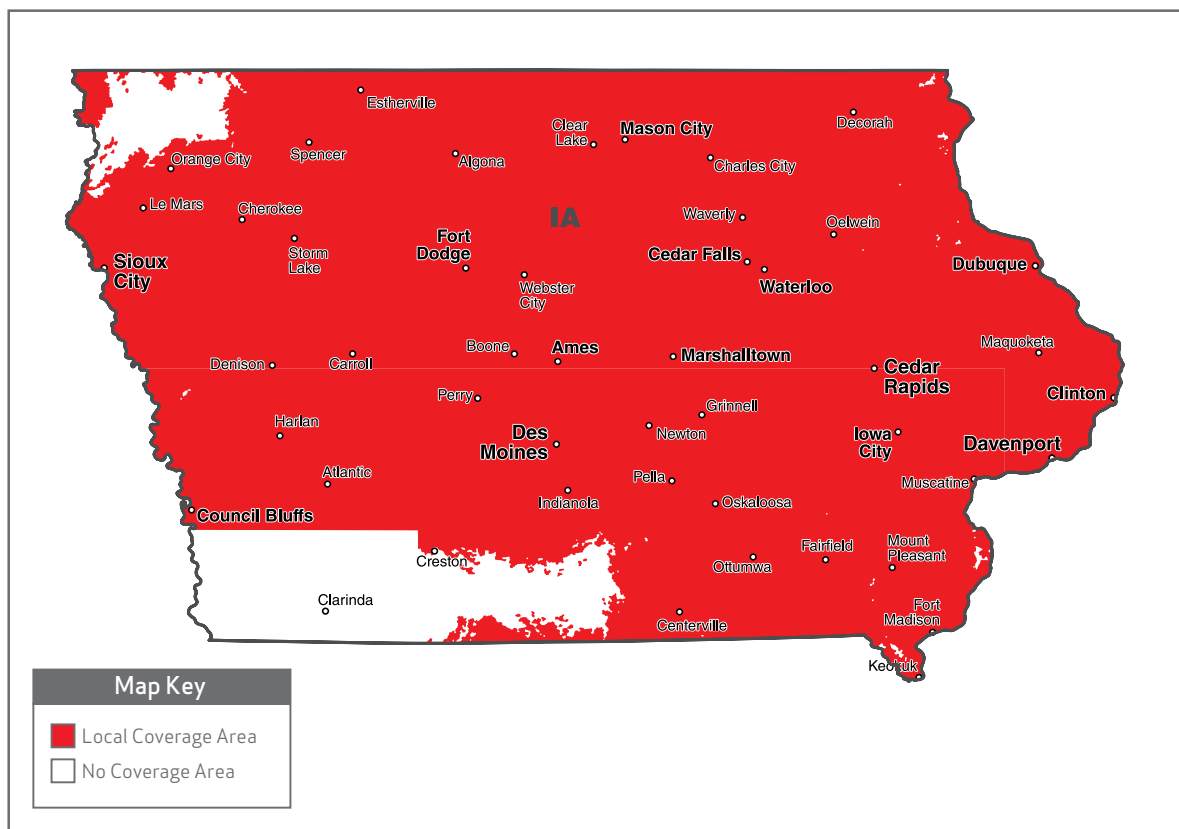 Estherville
Clear
Lake
Mason City
Decorah
Spencer
Orange City
Algona
Charles City
Le Mars
Cherokee
IA
Waverly
Oelwein
Storm
Lake
Fort
Dodge
Cedar Falls
Sioux
City
Webster
City
Waterloo
Dubuque
Denison
Carroll
Boone
Ames
Marshalltown
Cedar
Rapids
Maquoketa
Clinton
Perry
Grinnell
Harlan
Des
Moines
Newton
Iowa
City
Davenport
Atlantic
Pella
Muscatine
Council Bluffs
Indianola
Oskaloosa
Creston
Ottumwa
Fairfield
Mount
Pleasant
Clarinda
Centerville
Fort
Madison
Keokuk
Map Key
Local Coverage Area
No Coverage Area